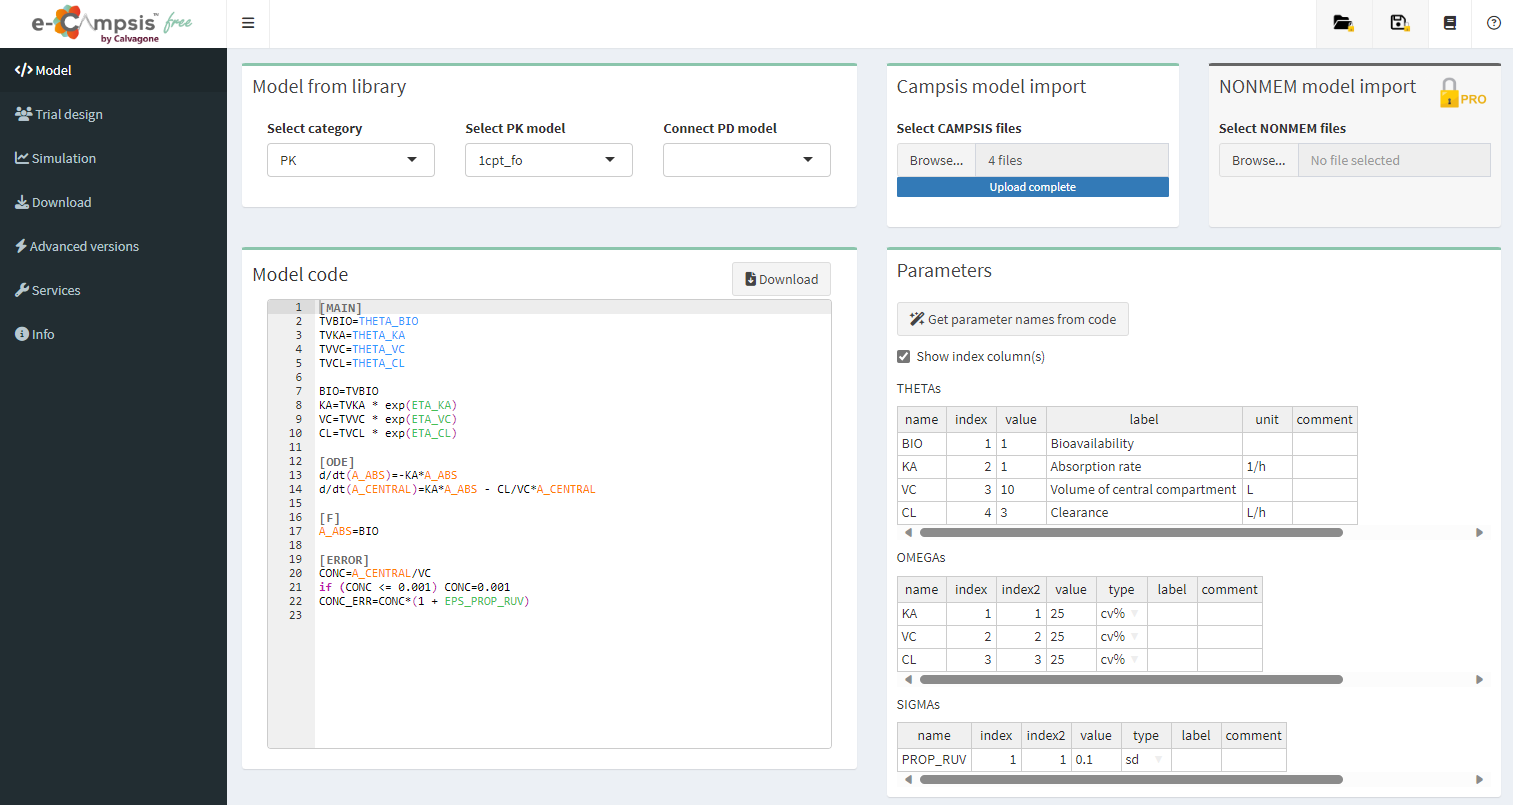 e-Campsis™ free
by Calvagone
Model
Trial design
Simulation
Download
Advanced versions
Services
Info
Model from library
Select category
Select PK model
Connect PD model
PK
1cpt_fo
Campsis model import
Select CAMPSIS files
Browse...
4 files
Upload complete
NONMEM model import
PRO
Select NONMEM files
Browse...
No file selected
Model code
Download
1 [MAIN]
2 TVBIO=THETA_BIO
3 TVKA=THETA_KA
4 TVVC=THETA_VC
5 TVCL=THETA_CL
6
7 BIO=TVBIO
8 KA=TVKA * exp(ETA_KA)
9 VC=TVVC * exp(ETA_VC)
10 CL=TVCL * exp(ETA_CL)
11
12 [ODE]
13 d/dt(A_ABS)=-KA*A_ABS
14 d/dt(A_CENTRAL)=KA*A_ABS - CL/VC*A_CENTRAL
15
16 [F]
17 A_ABS=BIO
18
19 [ERROR]
20 CONC=A_CENTRAL/VC
21 if (CONC <= 0.001) CONC=0.001
22 CONC_ERR=CONC*(1 + EPS_PROP_RUV)
23
Parameters
Get parameter names from code
Show index column(s)
THETAs
name index value label unit comment
BIO 1 1 Bioavailability
KA 2 1 Absorption rate 1/h
VC 3 10 Volume of central compartment L
CL 4 3 Clearance L/h
OMEGAs
name index index2 value type label comment
KA 1 1 25 cv%
VC 2 2 25 cv%
CL 3 3 25 cv%
SIGMAs
name index index2 value type label comment
PROP_RUV 1 1 0.1 sd